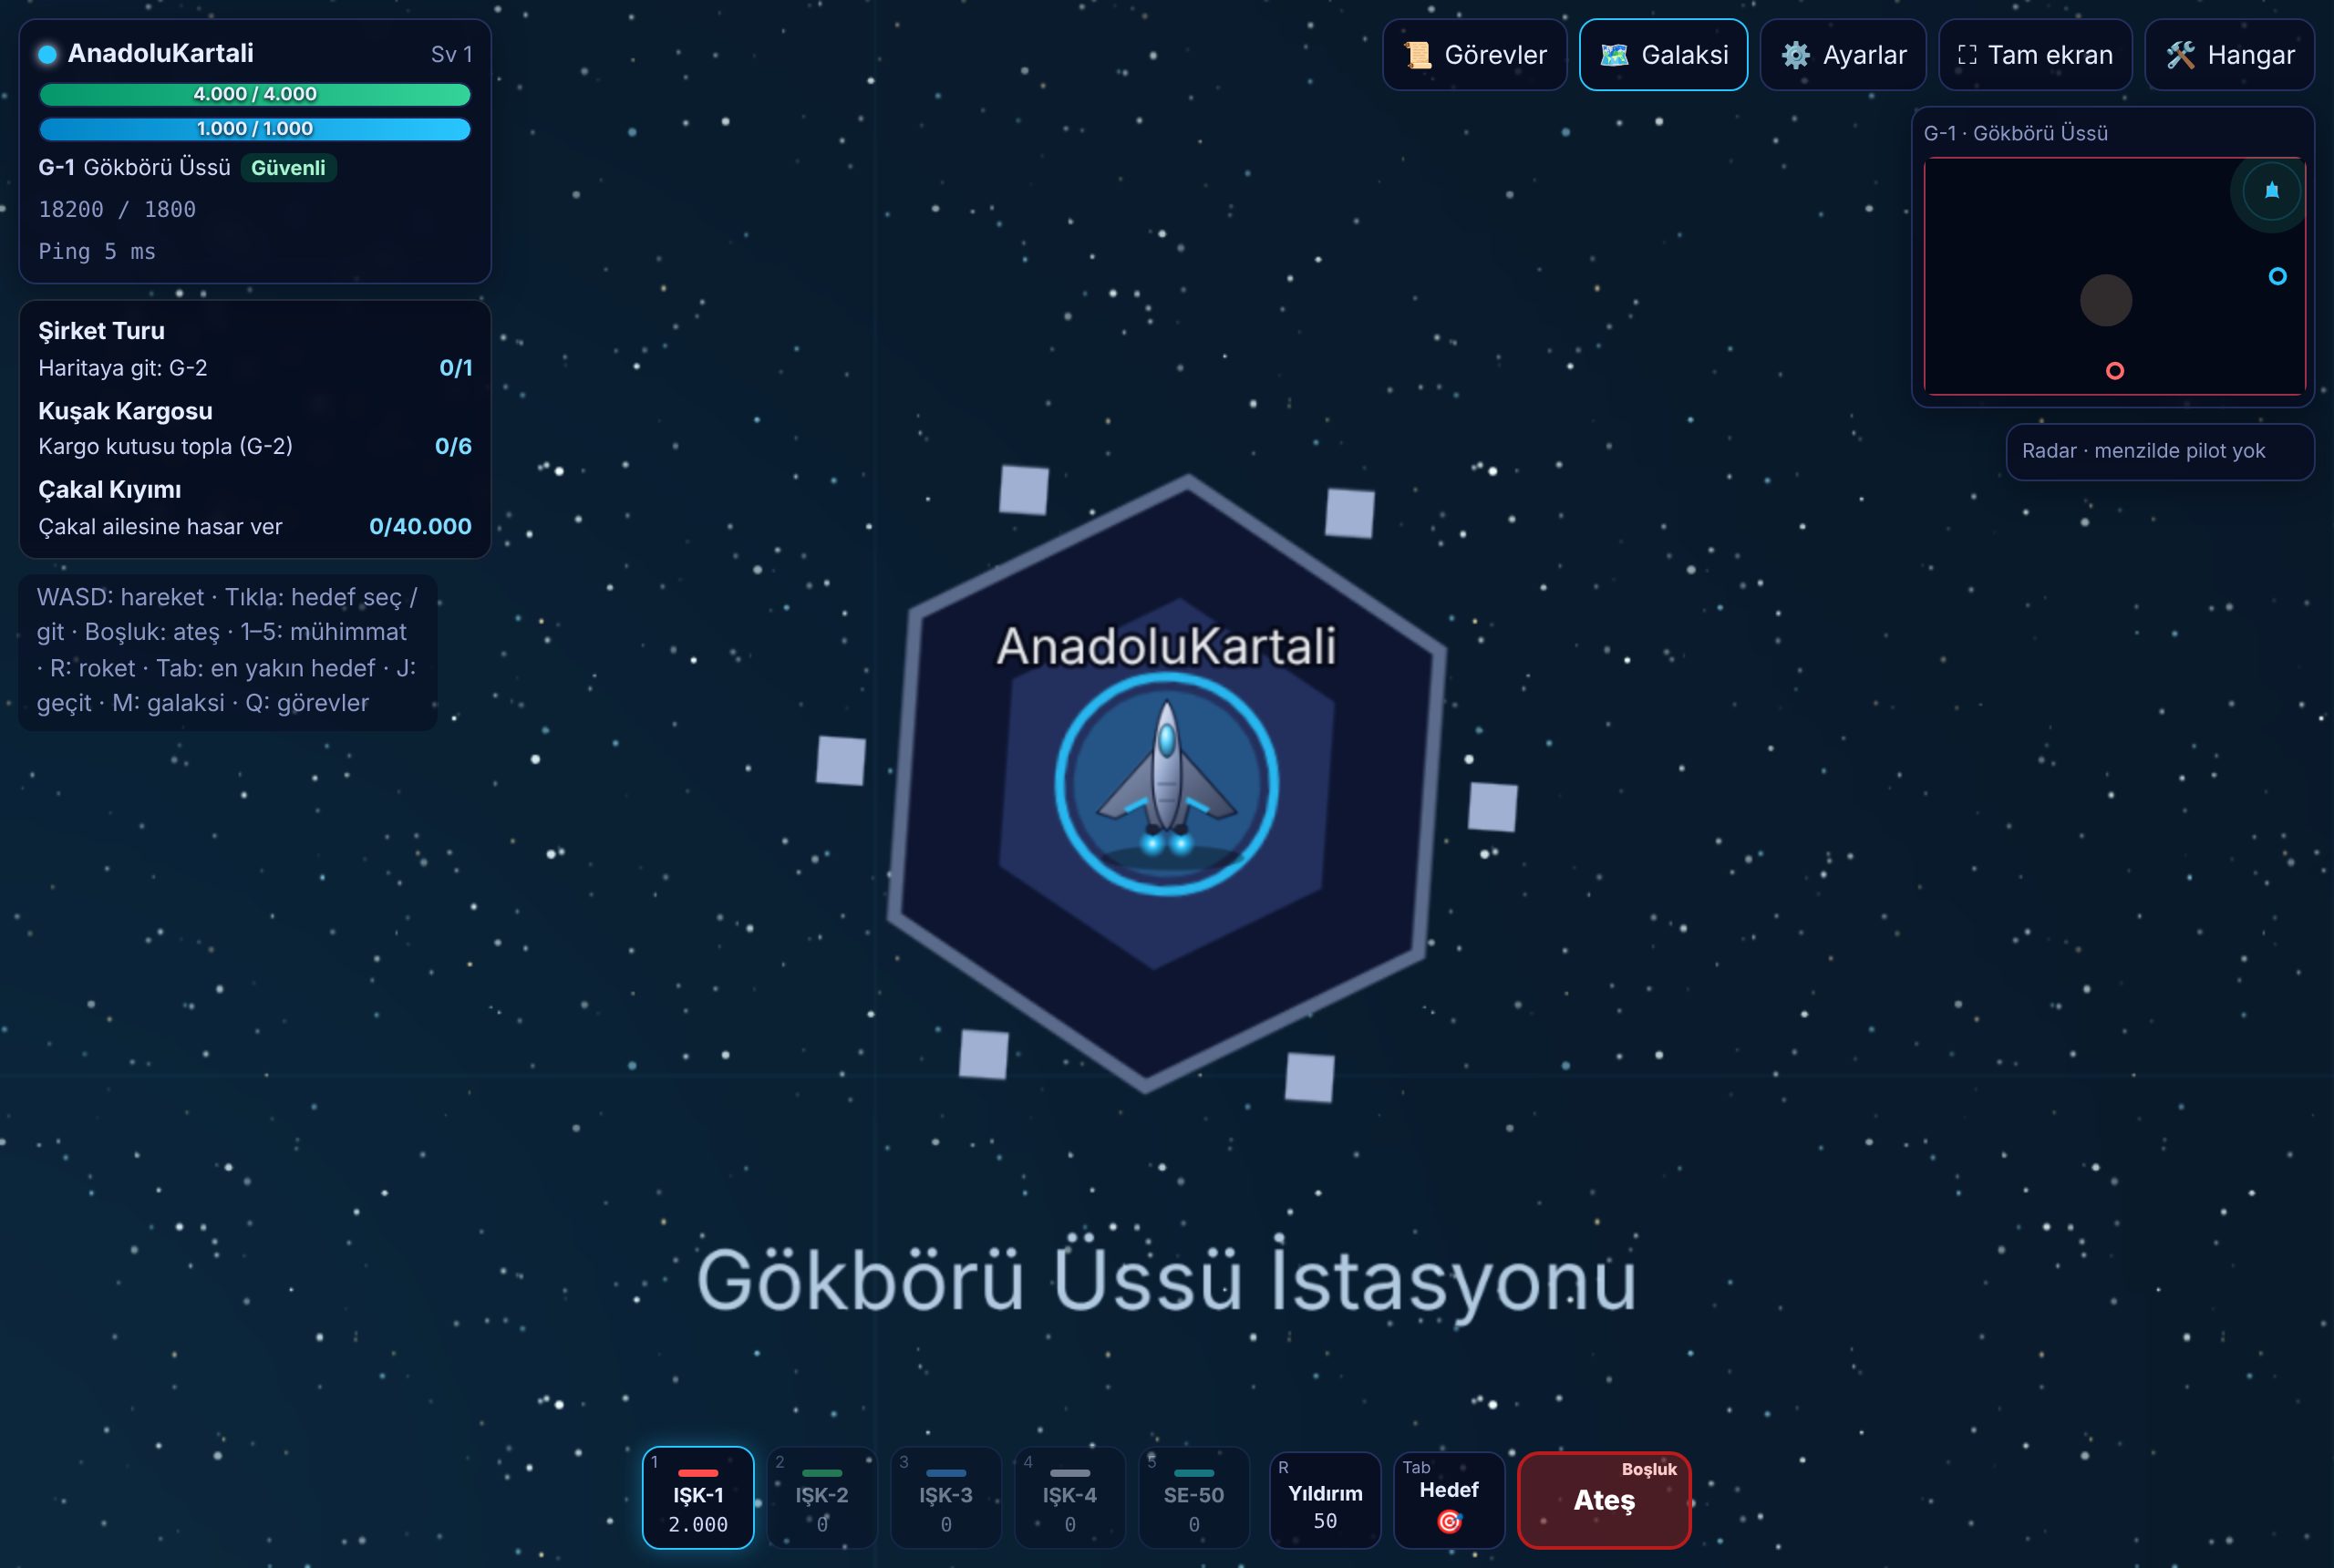 AnadoluKartali Sv 1
4.000 / 4.000
1.000 / 1.000
G-1 Gökbörü Üssü Güvenli
18200 / 1800
Ping 5 ms
Şirket Turu
Haritaya git: G-2 0/1
Kuşak Kargosu
Kargo kutusu topla (G-2) 0/6
Çakal Kıyımı
Çakal ailesine hasar ver 0/40.000
WASD: hareket · Tıkla: hedef seç /
git · Boşluk: ateş · 1–5: mühimmat
· R: roket · Tab: en yakın hedef · J:
geçit · M: galaksi · Q: görevler
Görevler
Galaksi
Ayarlar
Tam ekran
Hangar
G-1 · Gökbörü Üssü
Radar · menzilde pilot yok
AnadoluKartali
Gökbörü Üssü İstasyonu
1
IŞK-1
2.000
2
IŞK-2
0
3
IŞK-3
0
4
IŞK-4
0
5
SE-50
0
R
Yıldırım
50
Tab
Hedef
Boşluk
Ateş